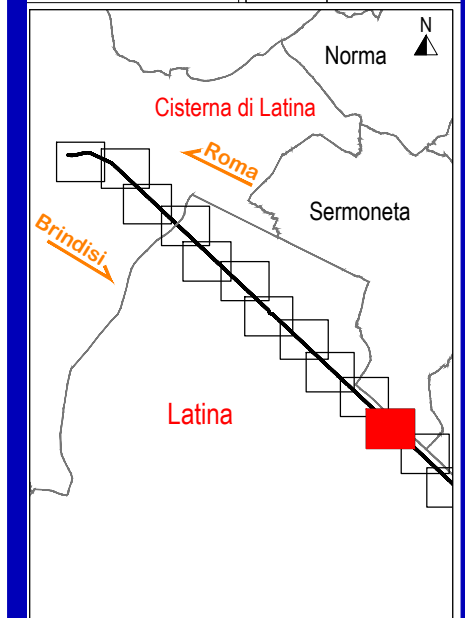 N
Norma
Cisterna di Latina
Roma
Sermoneta
Brindisi
Latina